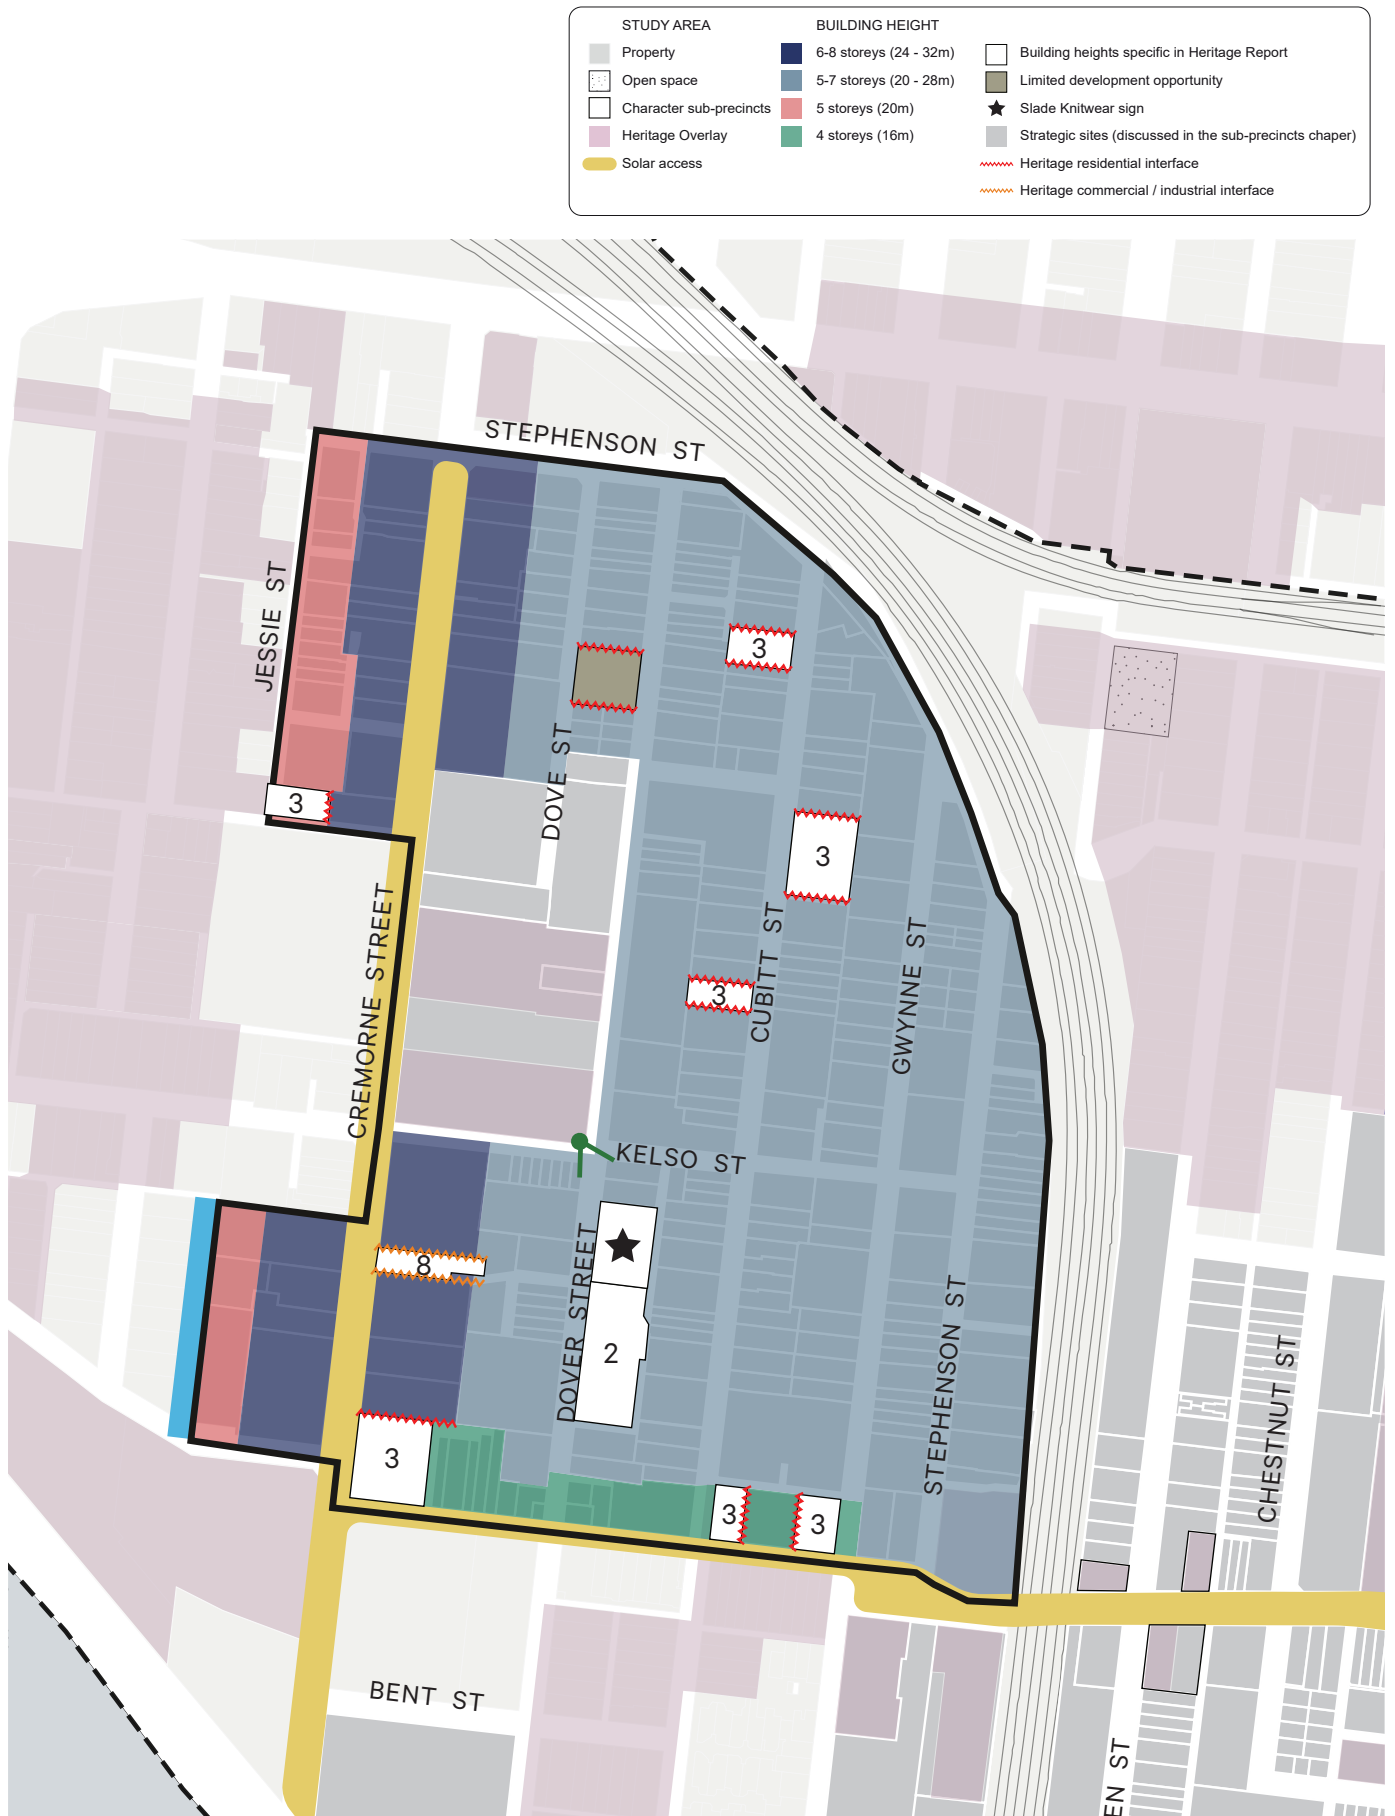 STUDY AREA
Property
Open space
Character sub-precincts
Heritage Overlay
Solar access
BUILDING HEIGHT
6-8 storeys (24 - 32m)
5-7 storeys (20 - 28m)
5 storeys (20m)
4 storeys (16m)
Building heights specific in Heritage Report
Limited development opportunity
Slade Knitwear sign
Strategic sites (discussed in the sub-precincts chaper)
Heritage residential interface
Heritage commercial / industrial interface
STEPHENSON ST
JESSIE ST
3
DOVE ST
3
3
3
CUBITT ST
GWYNNE ST
CREMORNE STREET
3
KELSO ST
8
DOVER STREET
2
STEPHENSON ST
CHESTNUT ST
3
3
3
BENT ST
EN ST